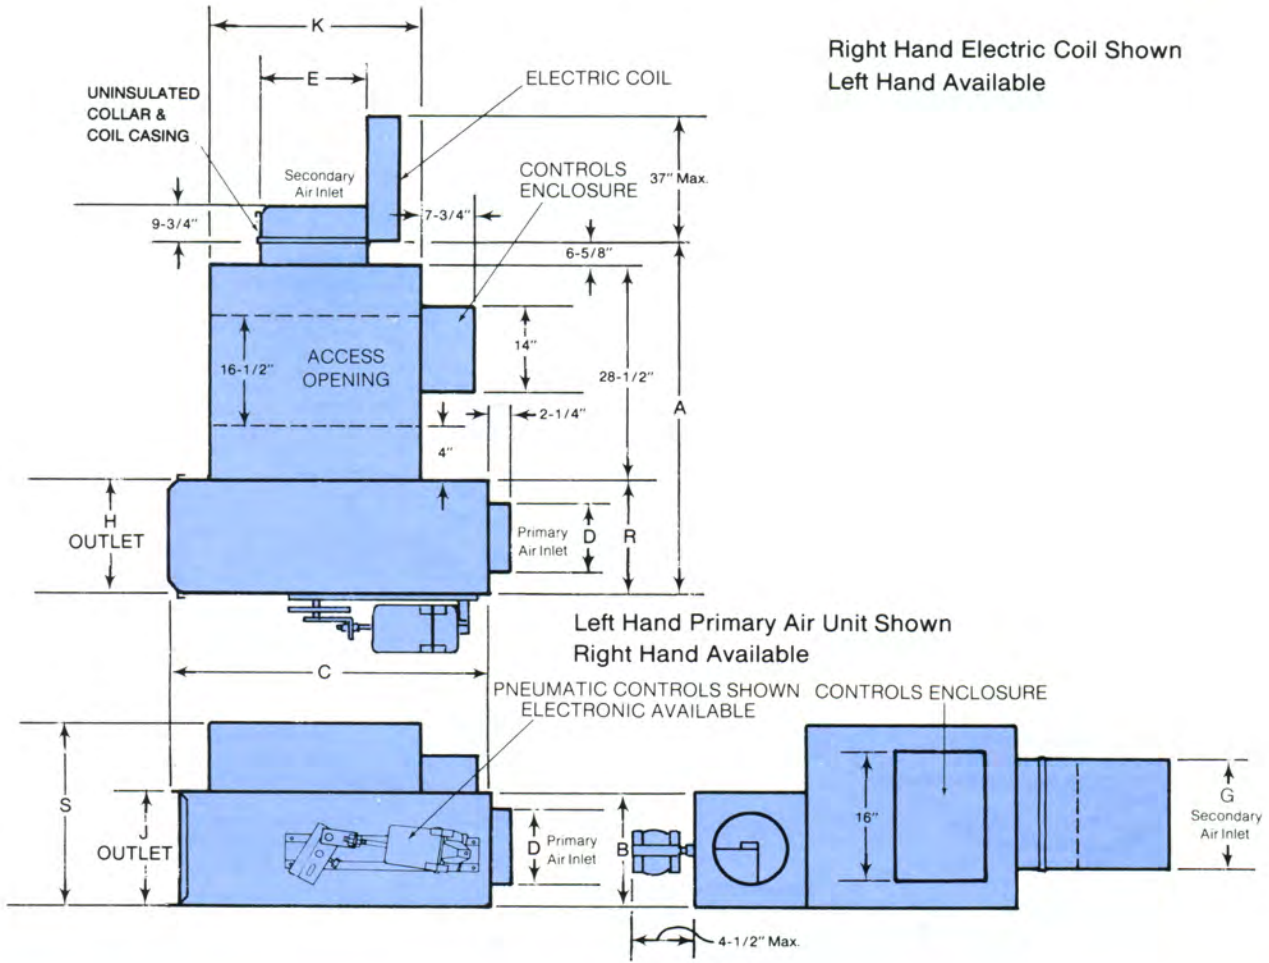 K
Right Hand Electric Coil Shown
Left Hand Available
E
ELECTRIC COIL
UNINSULATED
COLLAR &
COIL CASING
Secondary
Air Inlet
CONTROLS
ENCLOSURE
37" Max.
9-3/4"
7-3/4"
6-5/8"
ACCESS
OPENING
16-1/2"
14"
28-1/2"
A
2-1/4"
4"
H
OUTLET
Primary
Air Inlet
D
R
Left Hand Primary Air Unit Shown
Right Hand Available
C
PNEUMATIC CONTROLS SHOWN
ELECTRONIC AVAILABLE
CONTROLS ENCLOSURE
S
J
OUTLET
D
Primary
Air Inlet
B
16"
G
Secondary
Air Inlet
4-1/2" Max.